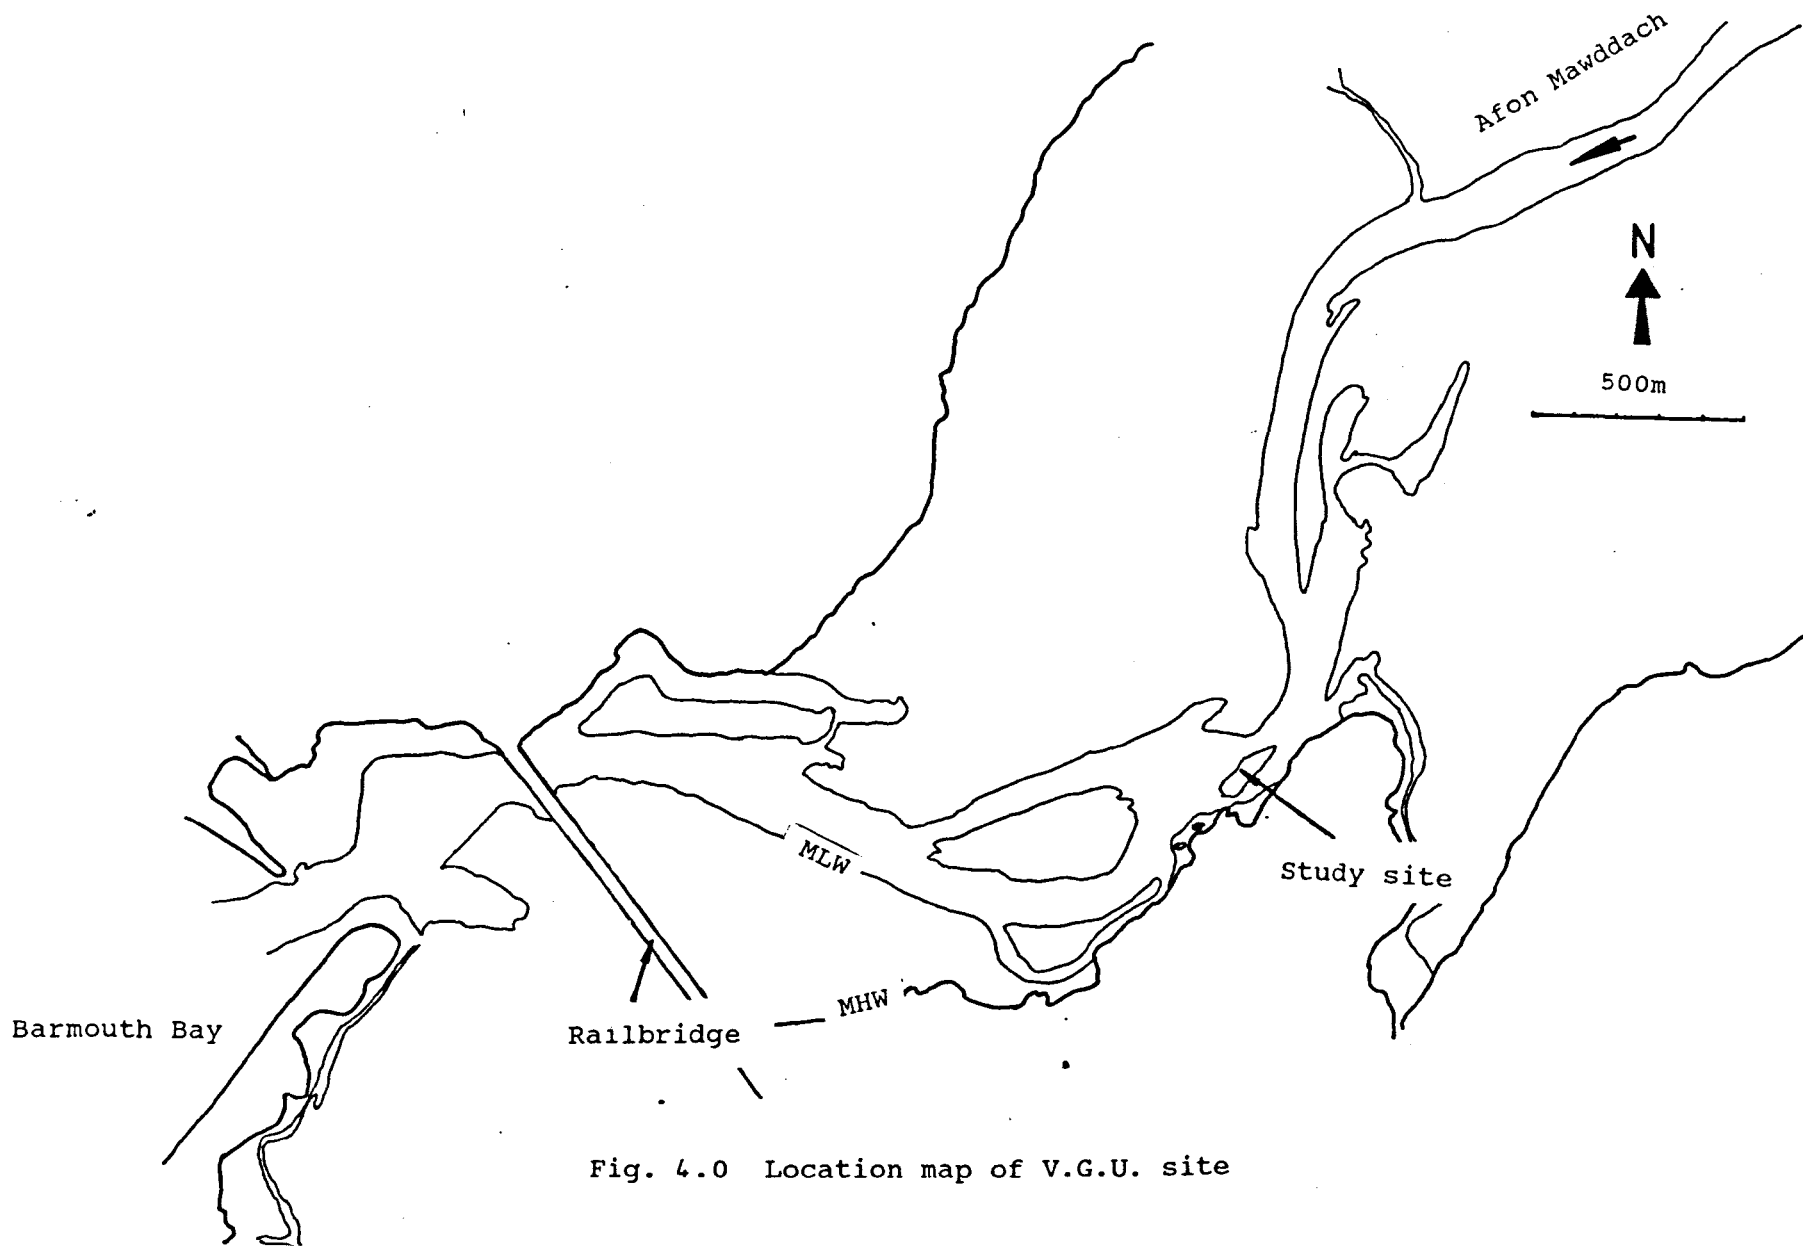 Afon Mawddach
N
500m
MLW
Study site
MHW
Barmouth Bay
Railbridge
Fig. 4.0 Location map of V.G.U. site